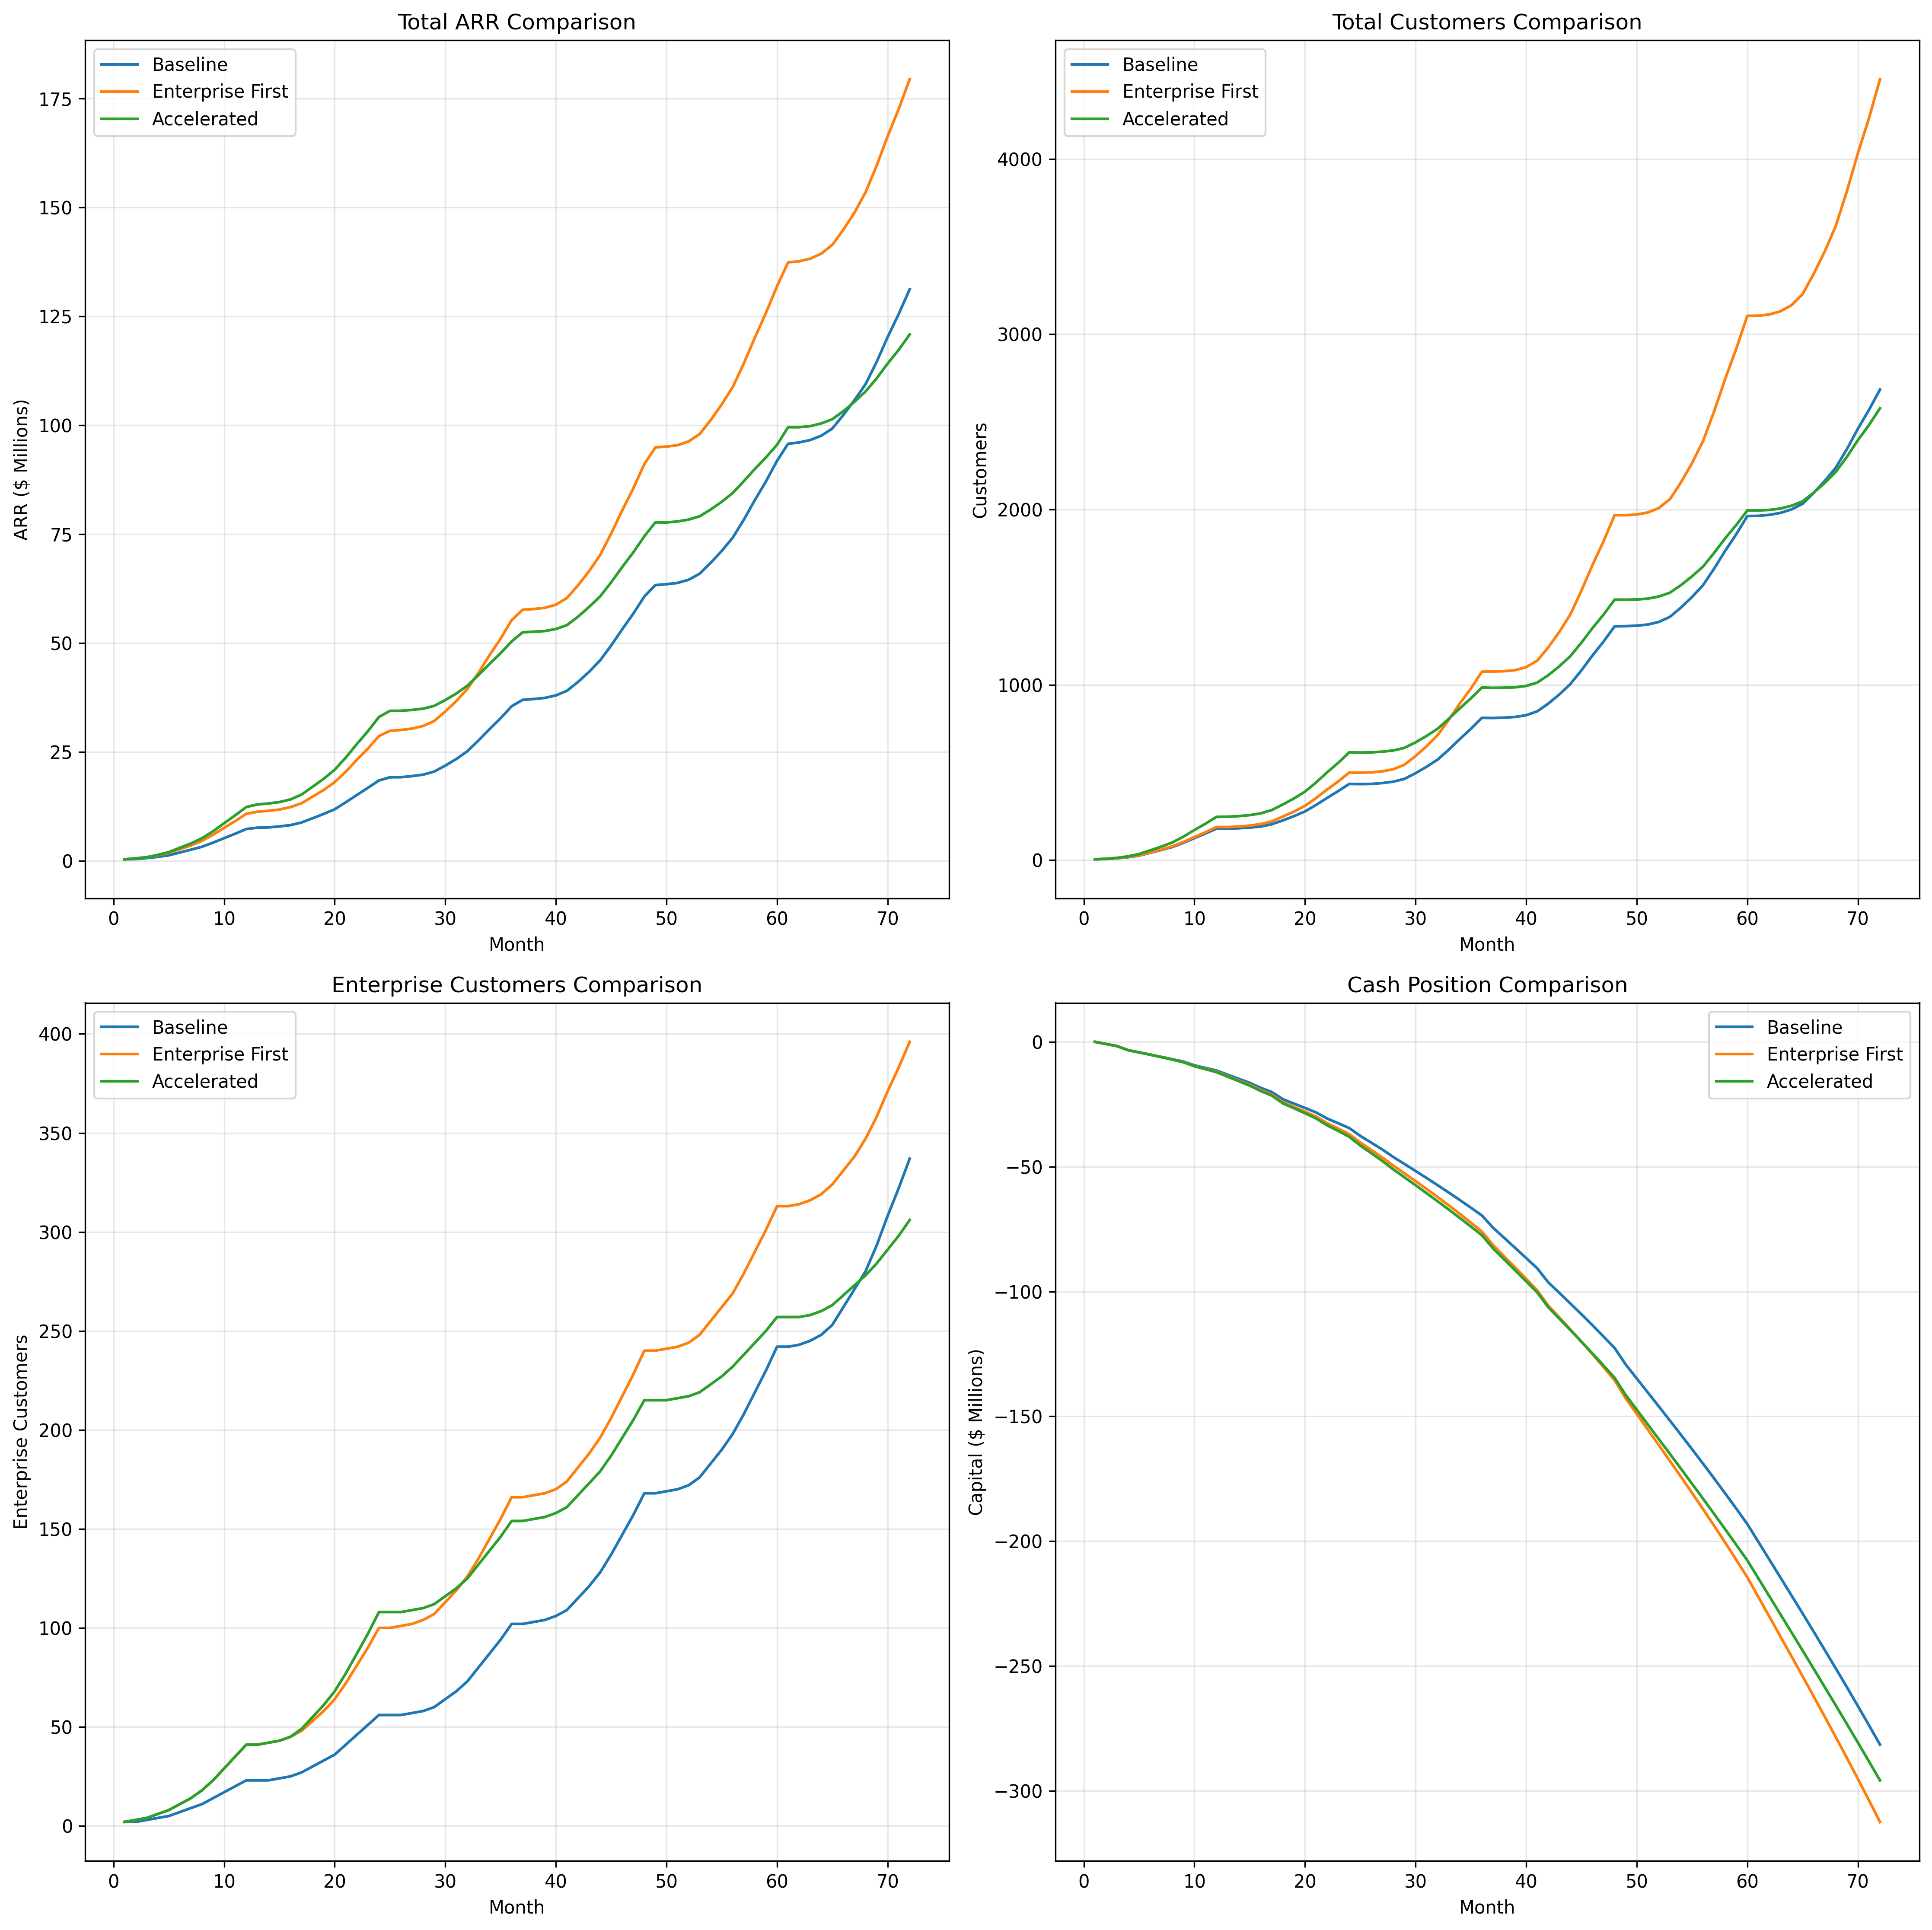 Total ARR Comparison
Baseline
Enterprise First
Accelerated
ARR ($ Millions)
175
150
125
100
75
50
25
0
0 10 20 30 40 50 60 70
Month
Total Customers Comparison
Baseline
Enterprise First
Accelerated
Customers
4000
3000
2000
1000
0
0 10 20 30 40 50 60 70
Month
Enterprise Customers Comparison
Baseline
Enterprise First
Accelerated
Enterprise Customers
400
350
300
250
200
150
100
50
0
0 10 20 30 40 50 60 70
Month
Cash Position Comparison
Baseline
Enterprise First
Accelerated
Capital ($ Millions)
0
−50
−100
−150
−200
−250
−300
0 10 20 30 40 50 60 70
Month